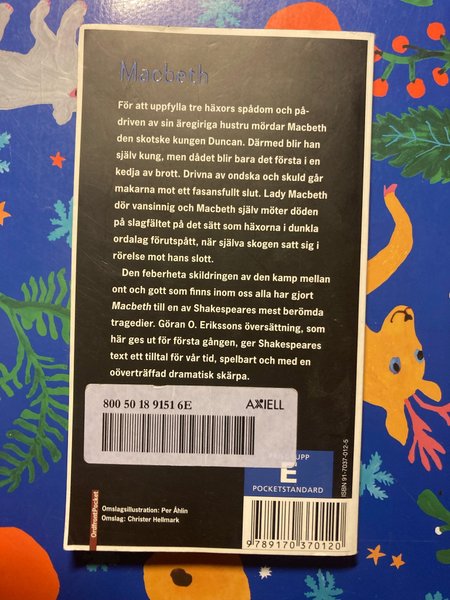 Macbeth
För att uppfylla tre häxors spådom och på-
driven av sin äregiriga hustru mördar Macbeth
den skotske kungen Duncan. Därmed blir han
själv kung, men dådet blir bara det första i en
kedja av brott. Drivna av ondska och skuld går
makarna mot ett fasansfullt slut. Lady Macbeth
dör vansinnig och Macbeth själv möter döden
på slagfältet på det sätt som häxorna i dunkla
ordalag förutspått, när själva skogen satt sig i
rörelse mot hans slott.
Den feberheta skildringen av den kamp mellan
ont och gott som finns inom oss alla har gjort
Macbeth till en av Shakespeares mest berömda
tragedier. Göran O. Erikssons översättning, som
här ges ut för första gången, ger Shakespeares
text ett tilltal för vår tid, spelbart och med en
oöverträffad dramatisk skärpa.
800 50 18 9151 6E AXIELL
E
POCKETSTANDARD
ISBN 91-7037-012-5
OrdfrontPocket
Omslagsillustration: Per Åhlin
Omslag: Christer Hellmark
9789170370120